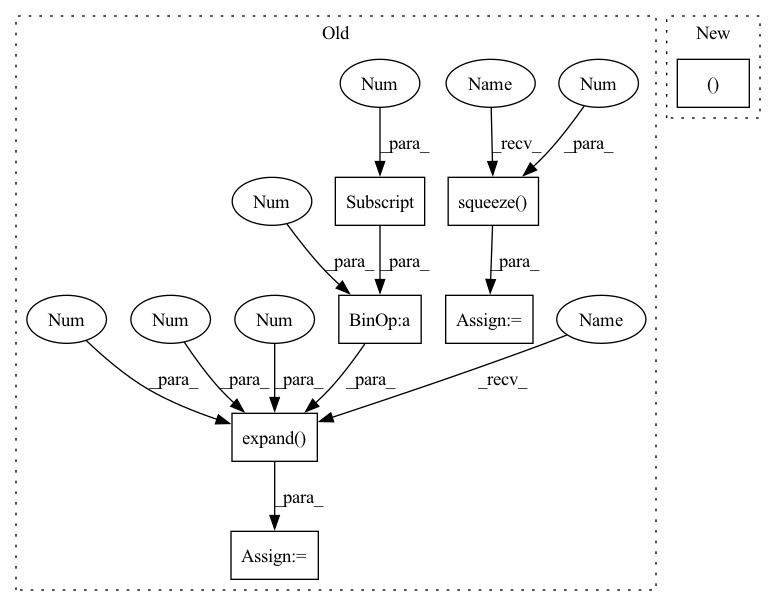 Old
New
Num
Name
Num
()
_para_
_recv_
_para_
Num
Subscript
squeeze()
_para_
_para_
_para_
Num
Num
Num
BinOp:a
Assign:=
Name
_para_
_para_
_para_
_para_
_recv_
expand()
_para_
Assign:=